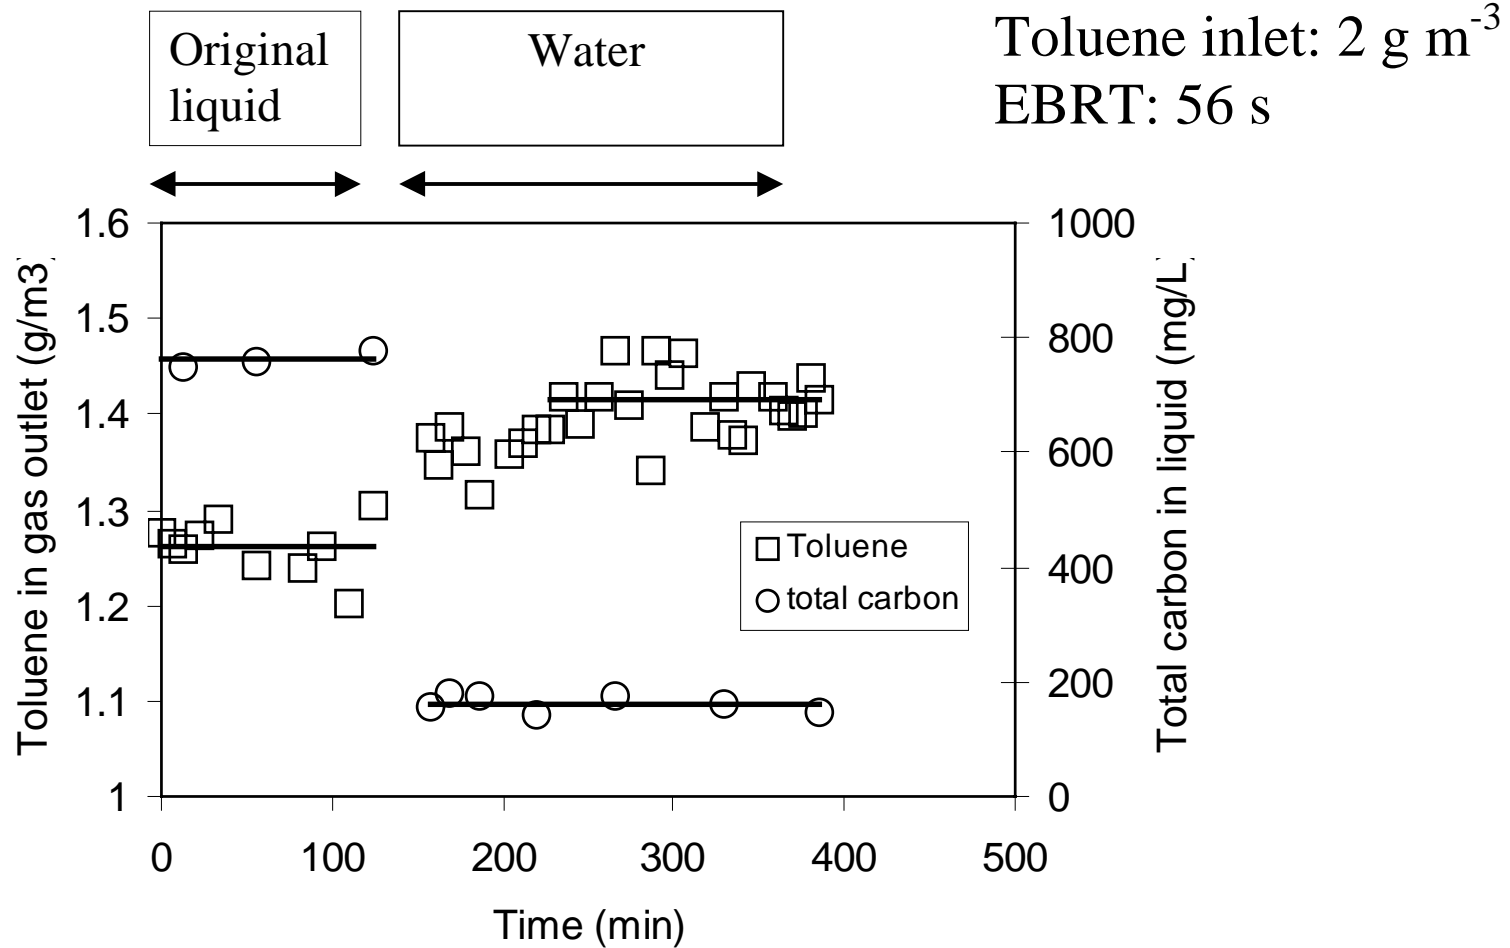 Original
liquid
Water
Toluene inlet: 2 g m-3
EBRT: 56 s
Toluene in gas outlet (g/m3)
1.6
1.5
1.4
1.3
1.2
1.1
1
1000
800
600
400
200
0
Total carbon in liquid (mg/L)
Toluene
total carbon
0 100 200 300 400 500
Time (min)